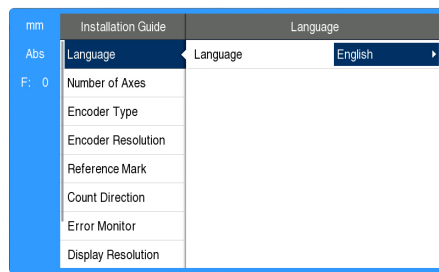 mm
Installation Guide
Language
Abs
Language
Language
English
F: 0
Number of Axes
Encoder Type
Encoder Resolution
Reference Mark
Count Direction
Error Monitor
Display Resolution